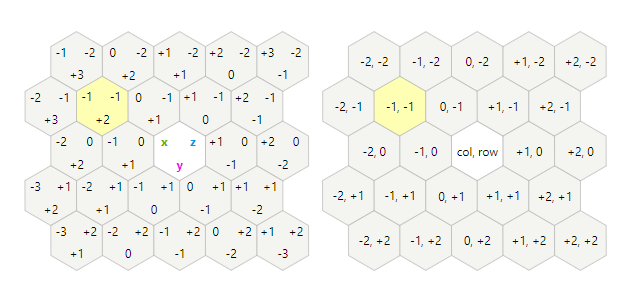 -1 -2 0 -2 +1 -2 +2 -2 +3 -2
+3 +2 +1 0 -1
-2 -1 -1 -1 0 -1 +1 -1 +2 -1
+3 +2 +1 0 -1
-2 0 -1 0 x z +1 0 +2 0
+2 +1 y -1 -2
-3 +1 -2 +1 -1 +1 0 +1 +1 +1
+2 +1 0 -1 -2
-3 +2 -2 +2 -1 +2 0 +2 +1 +2
+1 0 -1 -2 -3
-2, -2 -1, -2 0, -2 +1, -2 +2, -2
-2, -1 -1, -1 0, -1 +1, -1 +2, -1
-2, 0 -1, 0 col, row +1, 0 +2, 0
-2, +1 -1, +1 0, +1 +1, +1 +2, +1
-2, +2 -1, +2 0, +2 +1, +2 +2, +2